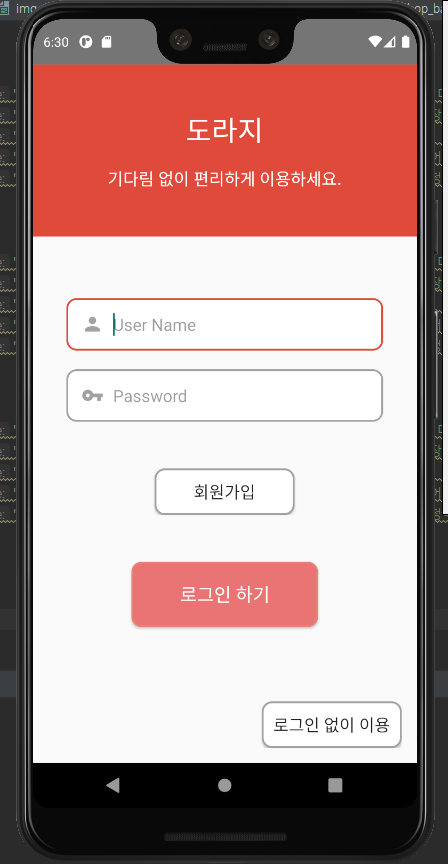 img
op_ba
6:30
도라지
기다림 없이 편리하게 이용하세요.
User Name
Password
회원가입
로그인 하기
로그인 없이 이용